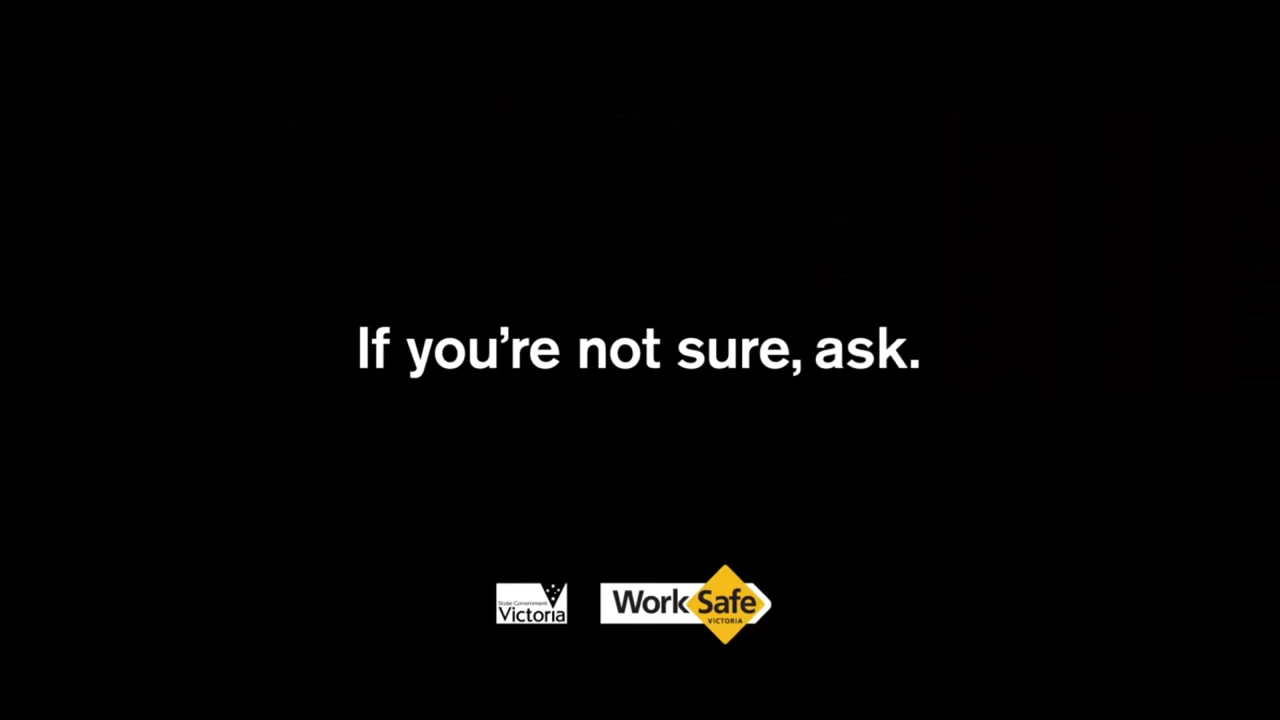 If you're not sure, ask.
State Government
Victoria
WorkSafe
VICTORIA